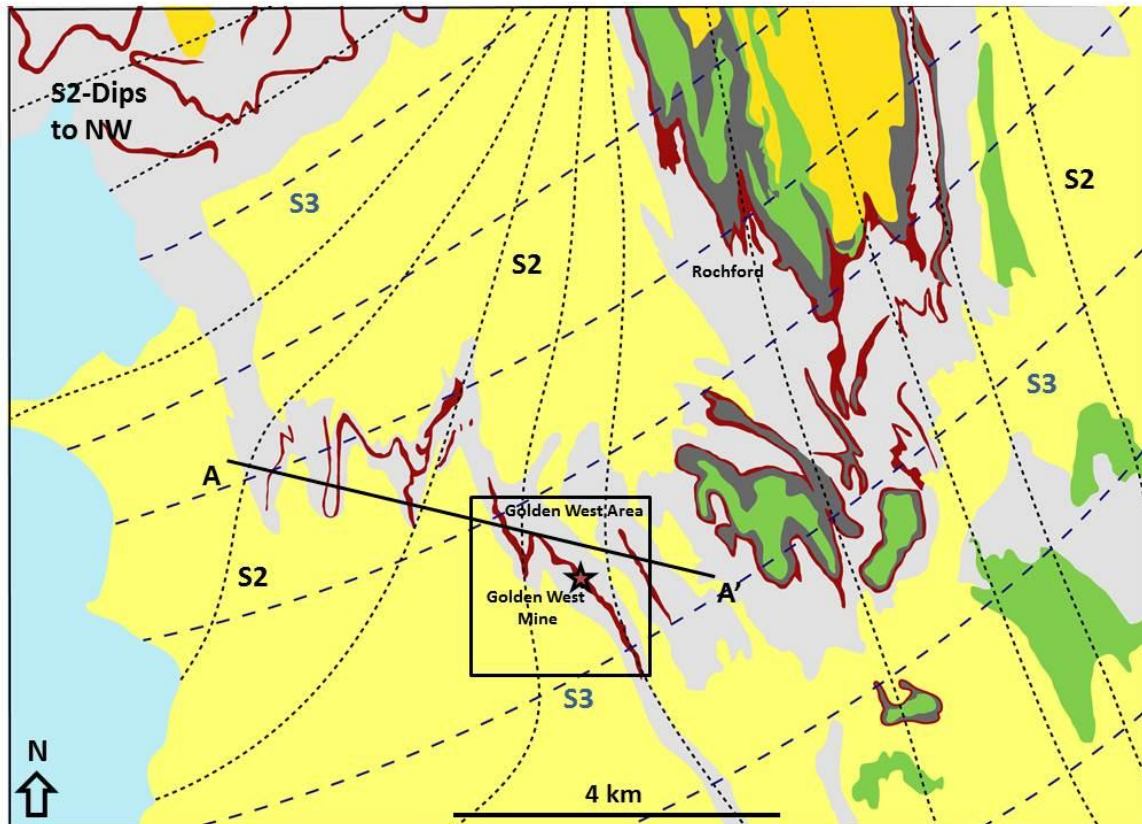 S2-Dips
to NW
S2
S3
S2
Rochford
S3
A
Golden West Area
S2
Golden West
Mine
A’
S3
N
4 km